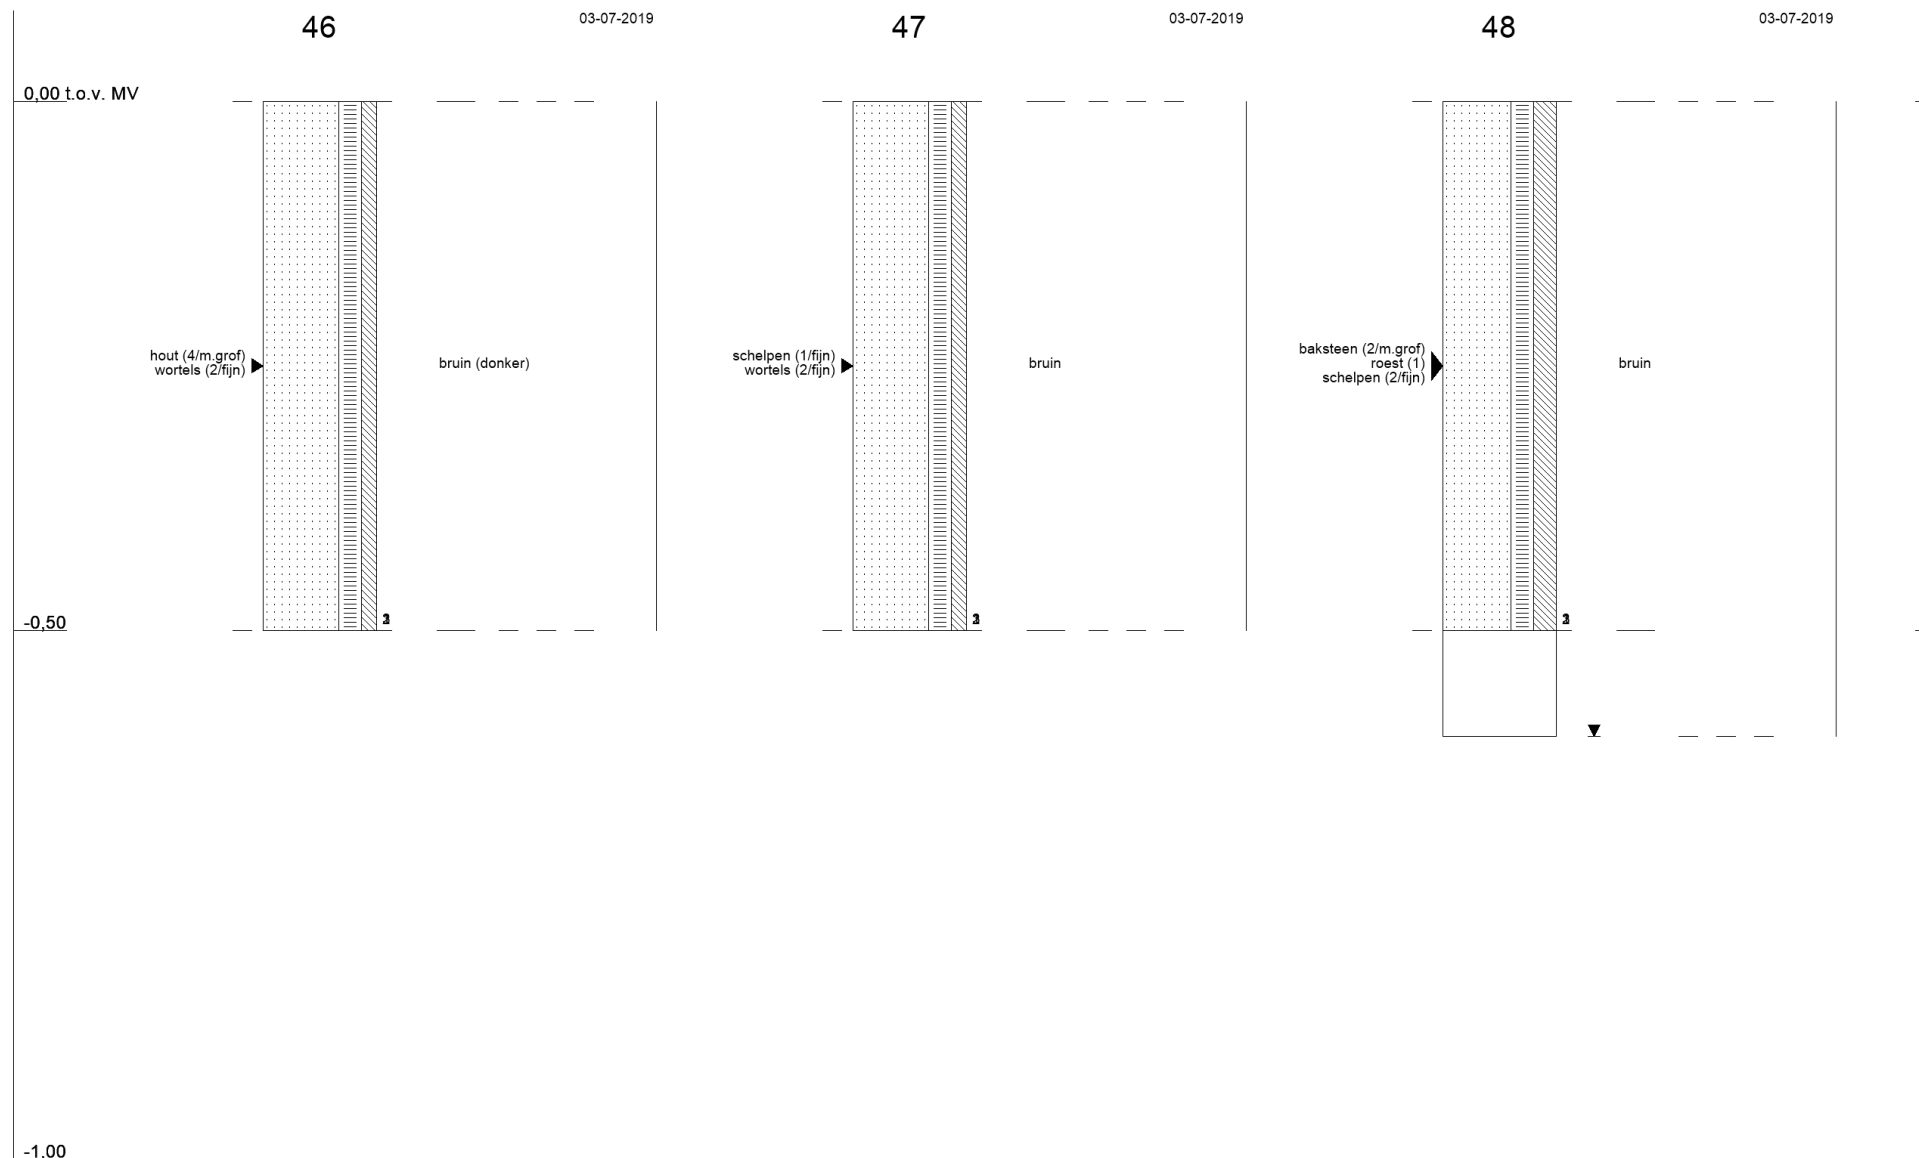 46
03-07-2019
47
03-07-2019
48
03-07-2019
0,00 t.o.v. MV
hout (4/m.grof)
wortels (2/fijn)
bruin (donker)
schelpen (1/fijn)
wortels (2/fijn)
bruin
baksteen (2/m.grof)
roest (1)
schelpen (2/fijn)
bruin
-0,50
-1,00